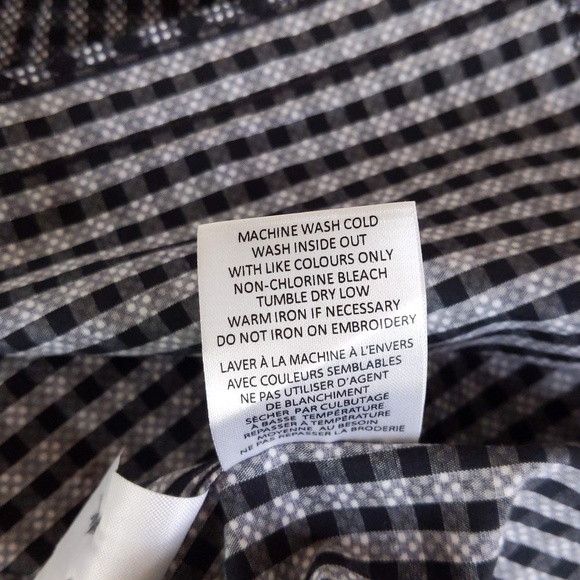 MACHINE WASH COLD
WASH INSIDE OUT
WITH LIKE COLOURS ONLY
NON-CHLORINE BLEACH
TUMBLE DRY LOW
WARM IRON IF NECESSARY
DO NOT IRON ON EMBROIDERY
LAVER À LA MACHINE À L'ENVERS
AVEC COULEURS SEMBLABLES
NE PAS UTILISER D'AGENT
DE BLANCHIMENT
SÉCHER PAR CULBUTAGE
À BASSE TEMPÉRATURE
REPASSER À TEMPÉRATURE
MOYENNE AU BESOIN
NE PAS REPASSER LA BRODERIE